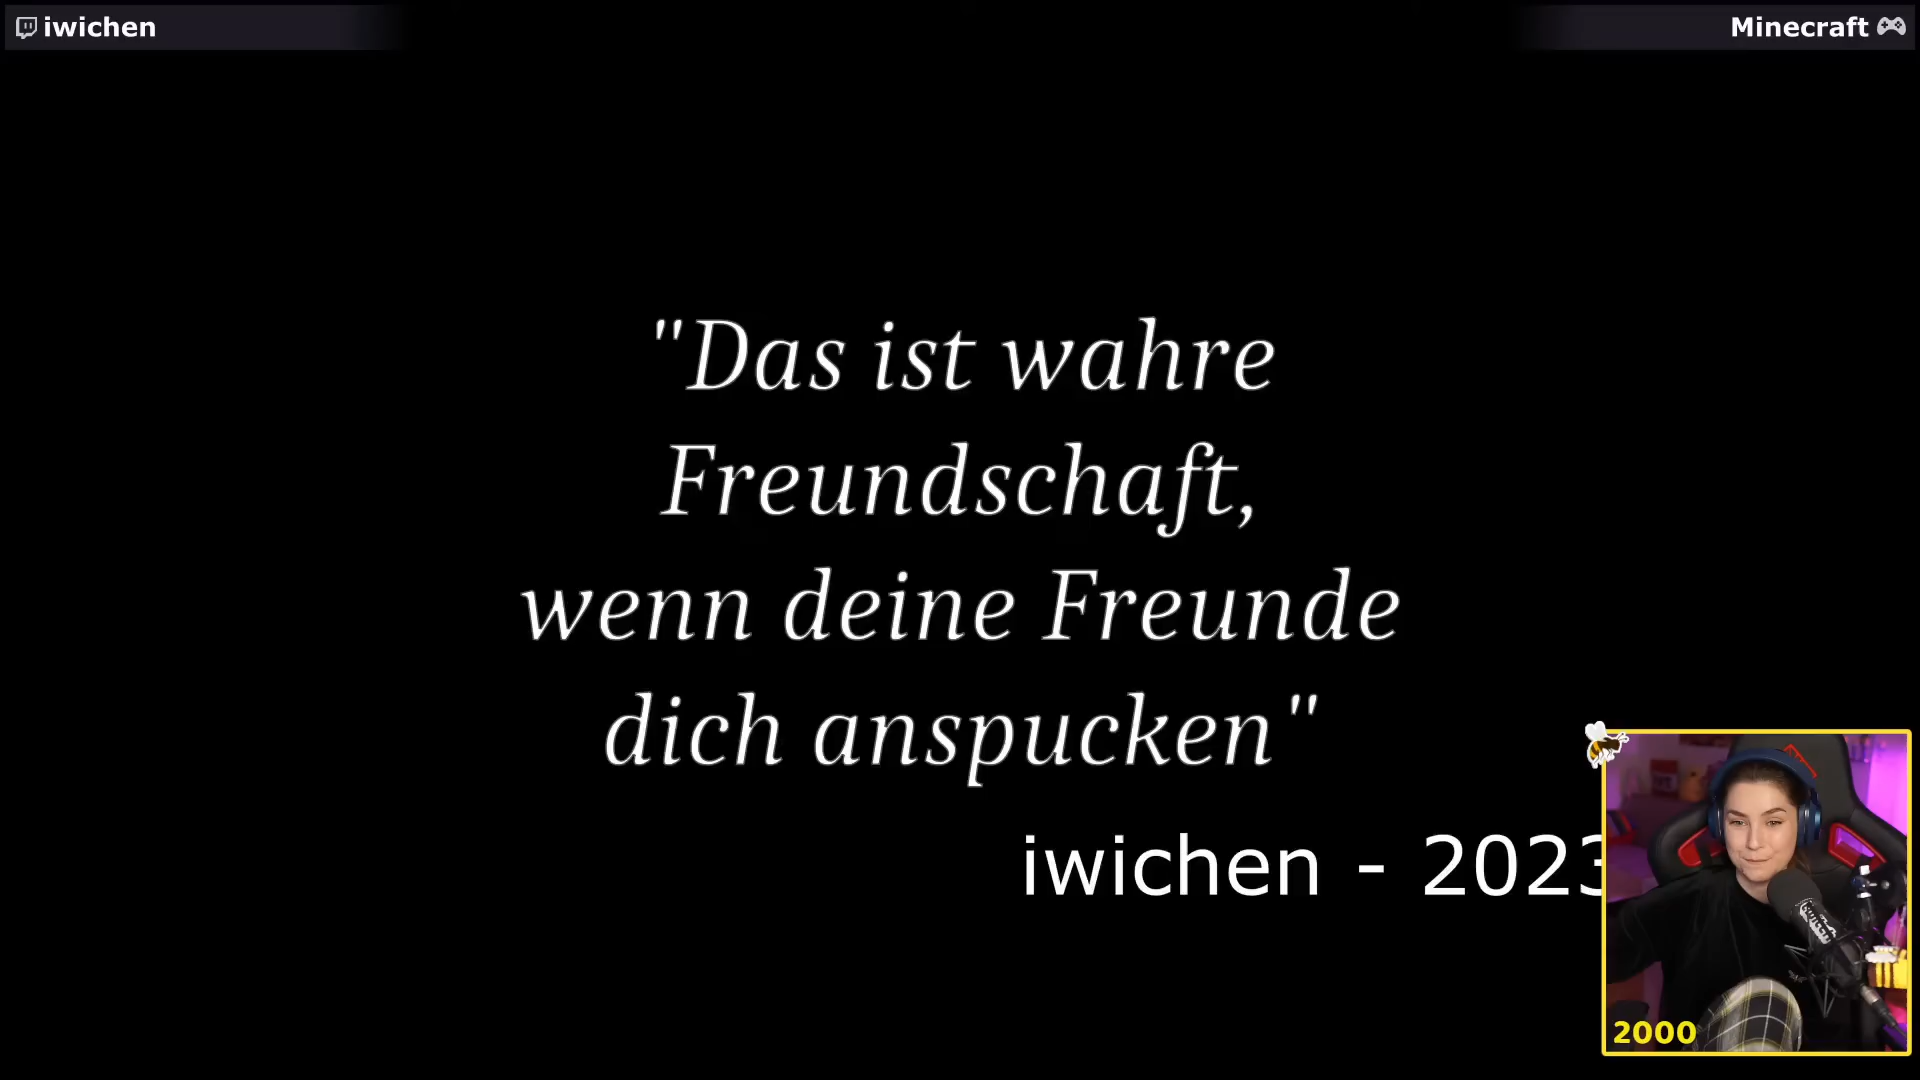 iwichen
Minecraft
"Das ist wahre
Freundschaft,
wenn deine Freunde
dich anspucken"
iwichen - 2023
2000